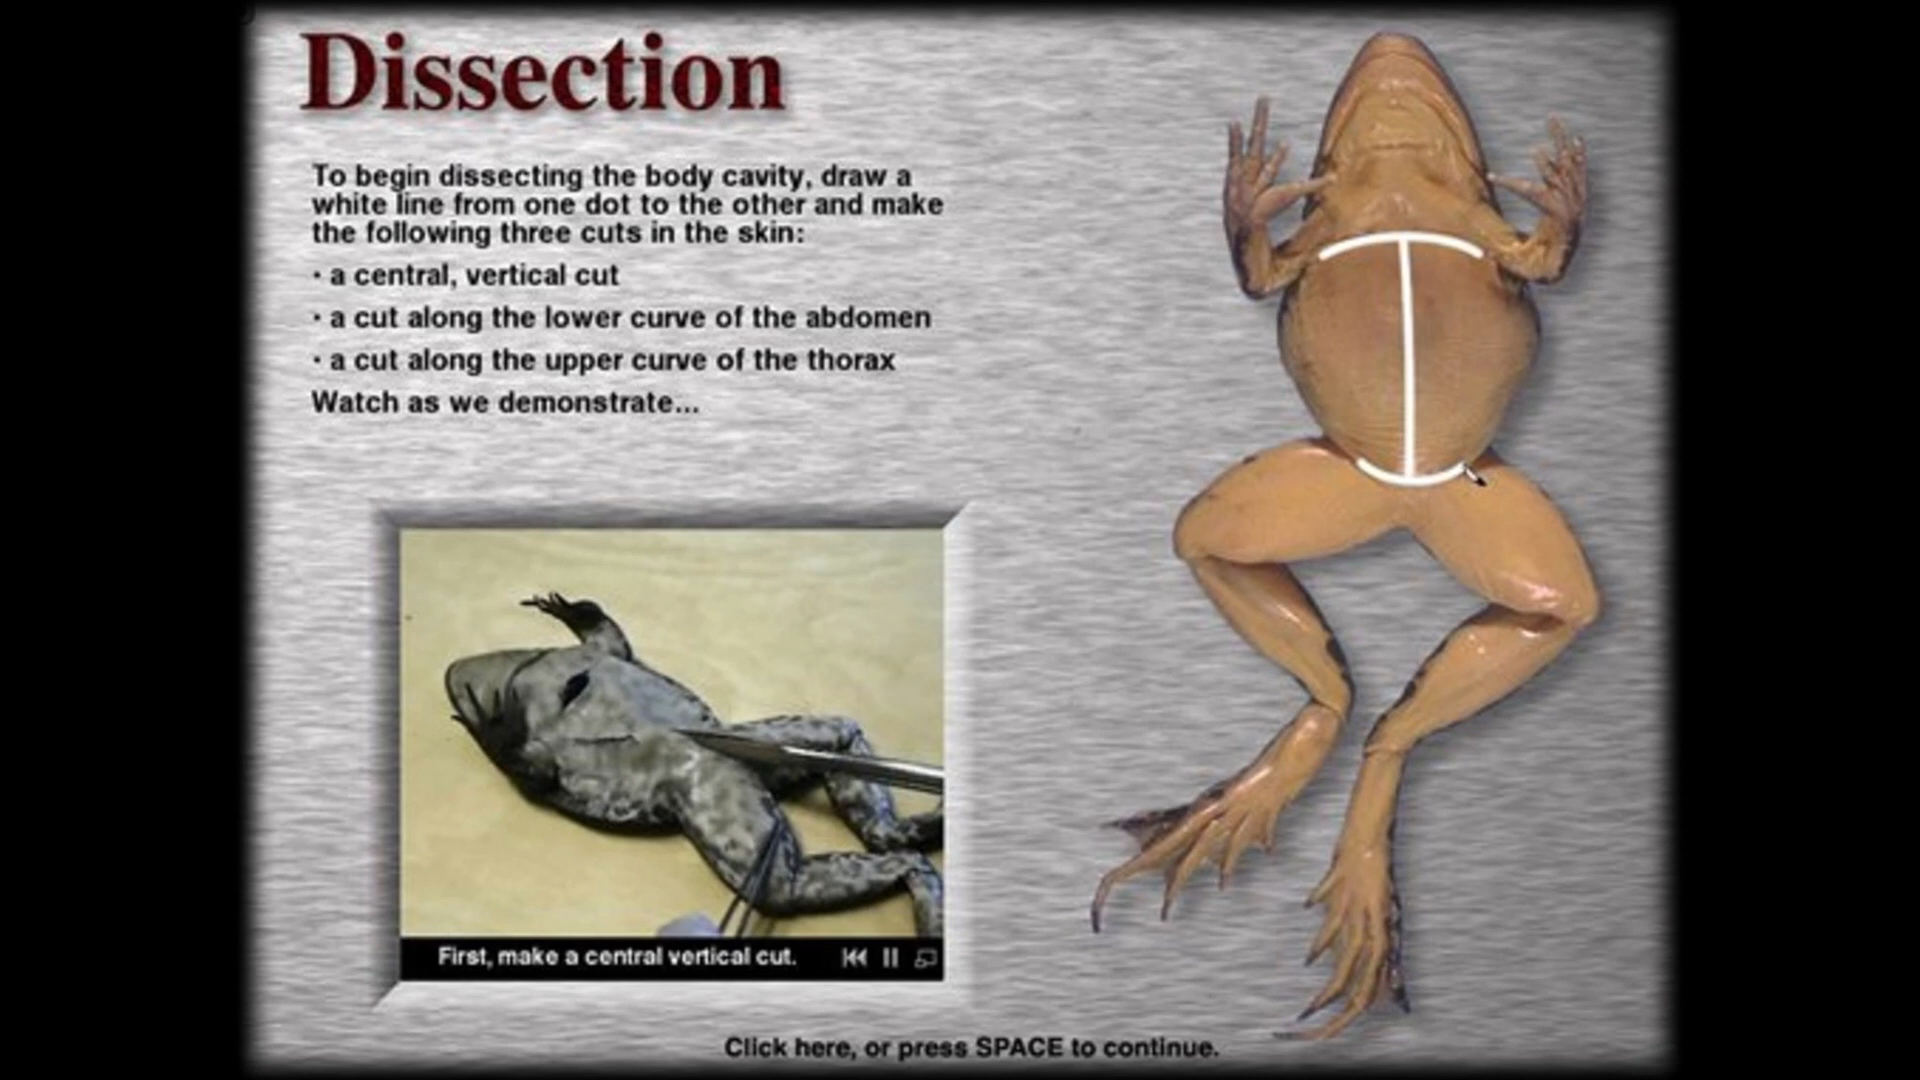 Dissection
To begin dissecting the body cavity, draw a
white line from one dot to the other and make
the following three cuts in the skin:
· a central, vertical cut
· a cut along the lower curve of the abdomen
· a cut along the upper curve of the thorax
Watch as we demonstrate...
First, make a central vertical cut.
Click here, or press SPACE to continue.